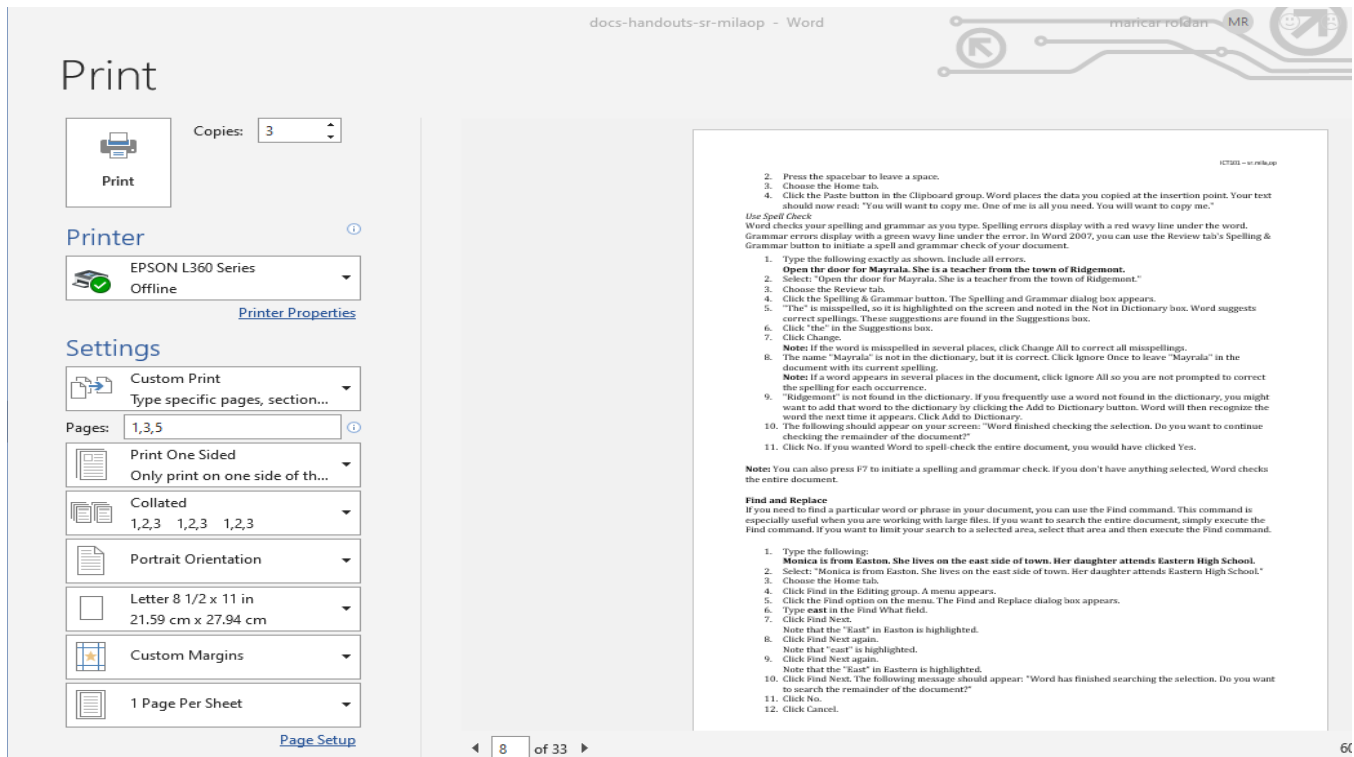 docs-handouts-sr-milaop - Word
maricar roldan MR
Print
Copies: 3
Print
Printer
EPSON L360 Series
Offline
Printer Properties
Settings
Custom Print
Type specific pages, section...
Pages: 1,3,5
Print One Sided
Only print on one side of th...
Collated
1,2,3 1,2,3 1,2,3
Portrait Orientation
Letter 8 1/2 x 11 in
21.59 cm x 27.94 cm
Custom Margins
1 Page Per Sheet
Page Setup
ICT101 – sr.mila,op
2. Press the spacebar to leave a space.
3. Choose the Home tab.
4. Click the Paste button in the Clipboard group. Word places the data you copied at the insertion point. Your text
should now read: "You will want to copy me. One of me is all you need. You will want to copy me."
Use Spell Check
Word checks your spelling and grammar as you type. Spelling errors display with a red wavy line under the word.
Grammar errors display with a green wavy line under the error. In Word 2007, you can use the Review tab's Spelling &
Grammar button to initiate a spell and grammar check of your document.
1. Type the following exactly as shown. Include all errors.
Open thr door for Mayrala. She is a teacher from the town of Ridgemont.
2. Select: "Open thr door for Mayrala. She is a teacher from the town of Ridgemont."
3. Choose the Review tab.
4. Click the Spelling & Grammar button. The Spelling and Grammar dialog box appears.
5. "The" is misspelled, so it is highlighted on the screen and noted in the Not in Dictionary box. Word suggests
correct spellings. These suggestions are found in the Suggestions box.
6. Click "the" in the Suggestions box.
7. Click Change.
Note: If the word is misspelled in several places, click Change All to correct all misspellings.
8. The name "Mayrala" is not in the dictionary, but it is correct. Click Ignore Once to leave "Mayrala" in the
document with its current spelling.
Note: If a word appears in several places in the document, click Ignore All so you are not prompted to correct
the spelling for each occurrence.
9. "Ridgemont" is not found in the dictionary. If you frequently use a word not found in the dictionary, you might
want to add that word to the dictionary by clicking the Add to Dictionary button. Word will then recognize the
word the next time it appears. Click Add to Dictionary.
10. The following should appear on your screen: "Word finished checking the selection. Do you want to continue
checking the remainder of the document?"
11. Click No. If you wanted Word to spell-check the entire document, you would have clicked Yes.
Note: You can also press F7 to initiate a spelling and grammar check. If you don't have anything selected, Word checks
the entire document.
Find and Replace
If you need to find a particular word or phrase in your document, you can use the Find command. This command is
especially useful when you are working with large files. If you want to search the entire document, simply execute the
Find command. If you want to limit your search to a selected area, select that area and then execute the Find command.
1. Type the following:
Monica is from Easton. She lives on the east side of town. Her daughter attends Eastern High School.
2. Select: "Monica is from Easton. She lives on the east side of town. Her daughter attends Eastern High School."
3. Choose the Home tab.
4. Click Find in the Editing group. A menu appears.
5. Click the Find option on the menu. The Find and Replace dialog box appears.
6. Type east in the Find What field.
7. Click Find Next.
Note that the "East" in Easton is highlighted.
8. Click Find Next again.
Note that "east" is highlighted.
9. Click Find Next again.
Note that the "East" in Eastern is highlighted.
10. Click Find Next. The following message should appear: "Word has finished searching the selection. Do you want
to search the remainder of the document?"
11. Click No.
12. Click Cancel.
8 of 33
60